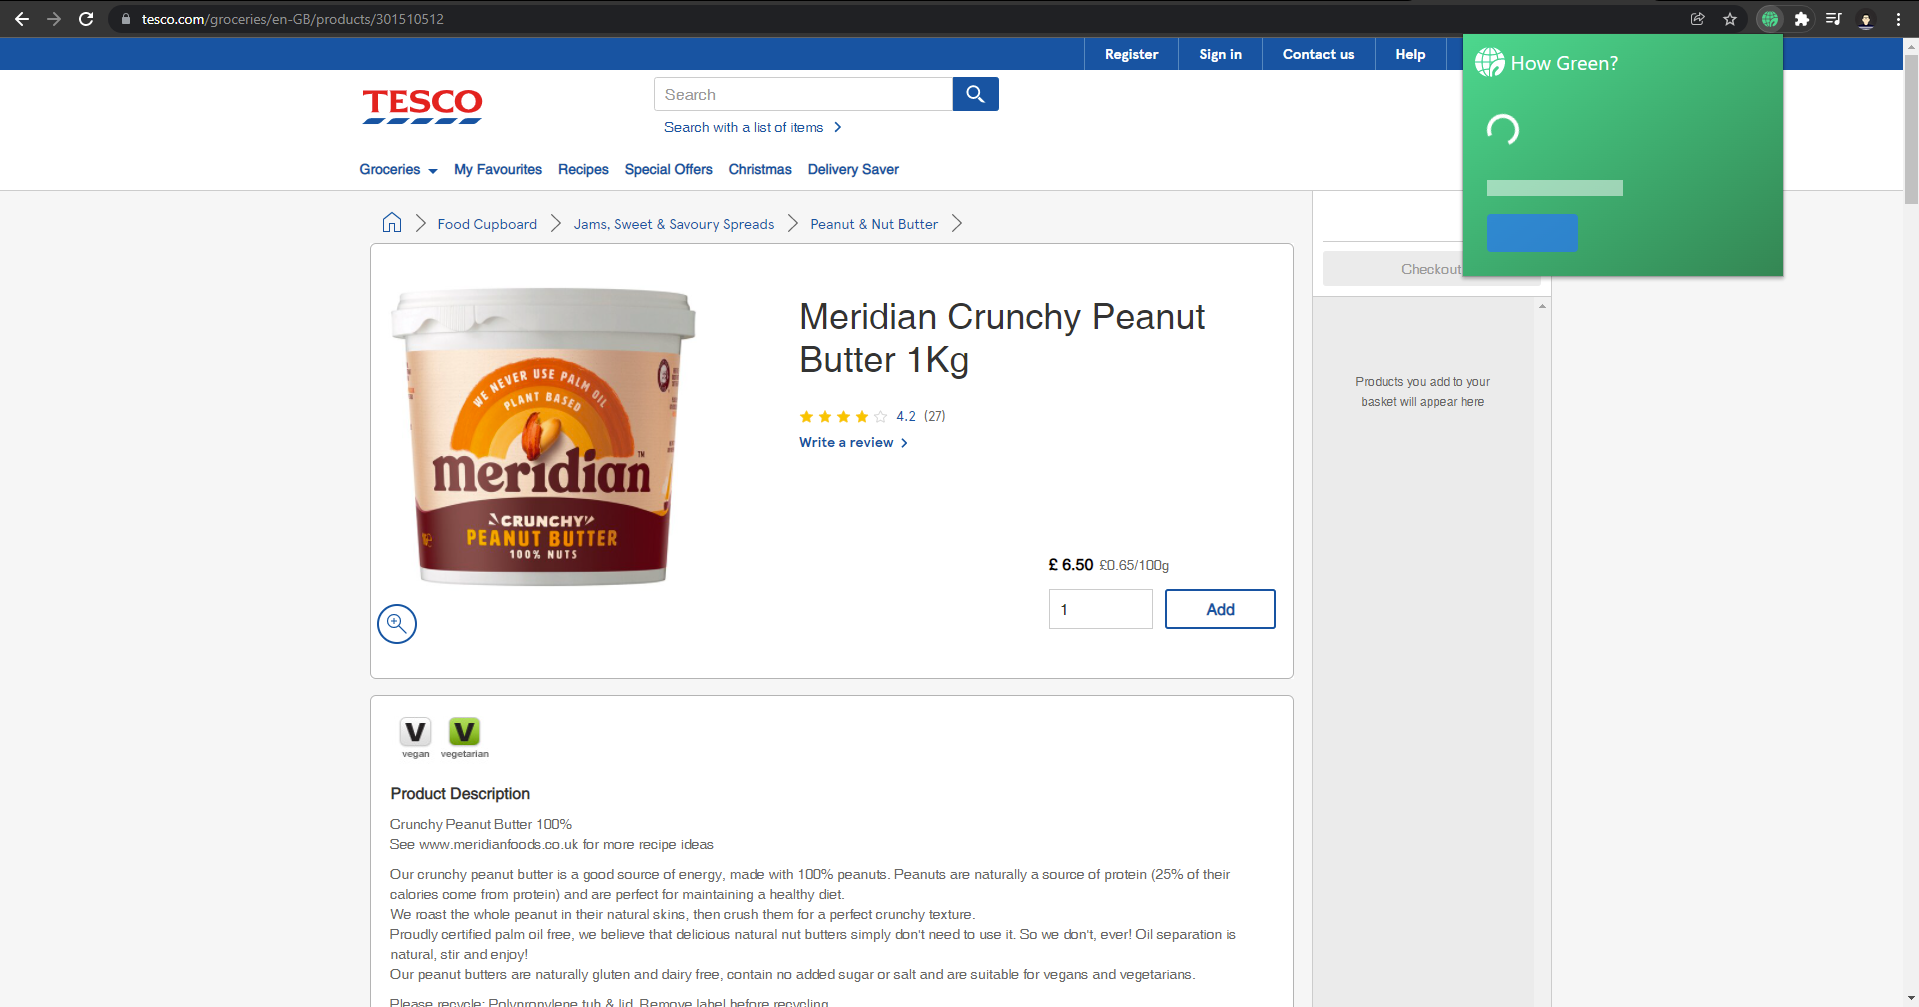 tesco.com/groceries/en-GB/products/301510512
Register
Sign in
Contact us
Help
How Green?
TESCO
Search
Search with a list of items
Groceries
My Favourites
Recipes
Special Offers
Christmas
Delivery Saver
Food Cupboard
Jams, Sweet & Savoury Spreads
Peanut & Nut Butter
Checkout
Products you add to your
basket will appear here
WE NEVER USE PALM OIL
PLANT BASED
meridian™
CRUNCHY
PEANUT BUTTER
100% NUTS
Meridian Crunchy Peanut
Butter 1Kg
4.2 (27)
Write a review
£ 6.50 £0.65/100g
1
Add
V
vegan
V
vegetarian
Product Description
Crunchy Peanut Butter 100%
See www.meridianfoods.co.uk for more recipe ideas
Our crunchy peanut butter is a good source of energy, made with 100% peanuts. Peanuts are naturally a source of protein (25% of their
calories come from protein) and are perfect for maintaining a healthy diet.
We roast the whole peanut in their natural skins, then crush them for a perfect crunchy texture.
Proudly certified palm oil free, we believe that delicious natural nut butters simply don't need to use it. So we don't, ever! Oil separation is
natural, stir and enjoy!
Our peanut butters are naturally gluten and dairy free, contain no added sugar or salt and are suitable for vegans and vegetarians.
Please recycle: Polypropylene tub & lid. Remove label before recycling